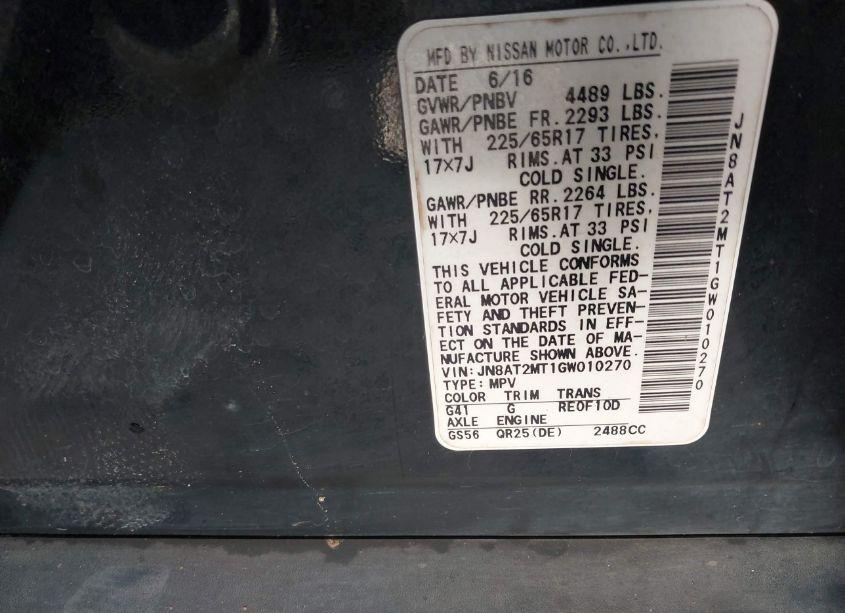 MFD BY NISSAN MOTOR CO.,LTD.
DATE 6/16
GVWR/PNBV 4489 LBS.
GAWR/PNBE FR. 2293 LBS.
WITH 225/65R17 TIRES,
17×7J RIMS. AT 33 PSI
COLD SINGLE.
GAWR/PNBE RR. 2264 LBS.
WITH 225/65R17 TIRES,
17×7J RIMS. AT 33 PSI
COLD SINGLE.
THIS VEHICLE CONFORMS
TO ALL APPLICABLE FED-
ERAL MOTOR VEHICLE SA-
FETY AND THEFT PREVEN-
TION STANDARDS IN EFF-
ECT ON THE DATE OF MA-
NUFACTURE SHOWN ABOVE.
VIN:JN8AT2MT1GW010270
TYPE:MPV
COLOR TRIM TRANS
G41 G RE0F10D
AXLE ENGINE
GS56 QR25(DE) 2488CC
JN8AT2MT1GW010270